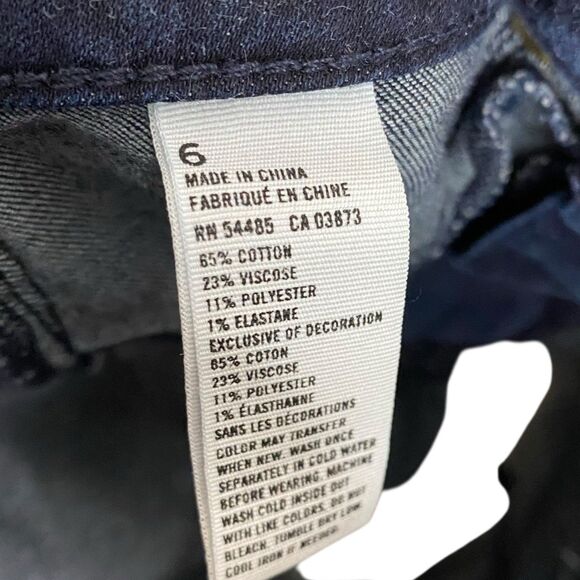 6
MADE IN CHINA
FABRIQUÉ EN CHINE
RN 54485 CA 03873
65% COTTON
23% VISCOSE
11% POLYESTER
1% ELASTANE
EXCLUSIVE OF DECORATION
65% COTON
23% VISCOSE
11% POLYESTER
1% ÉLASTHANNE
SANS LES DÉCORATIONS
COLOR MAY TRANSFER
WHEN NEW. WASH ONCE
SEPARATELY IN COLD WATER
BEFORE WEARING. MACHINE
WASH COLD INSIDE OUT
WITH LIKE COLORS. DO NOT
BLEACH. TUMBLE DRY LOW.
COOL IRON IF NEEDED.